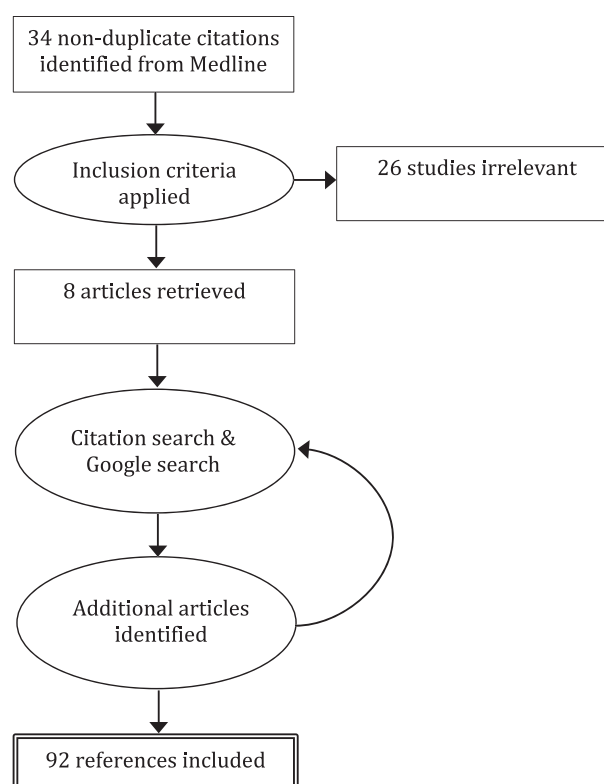 34 non-duplicate citations
identified from Medline
Inclusion criteria
applied
26 studies irrelevant
8 articles retrieved
Citation search &
Google search
Additional articles
identified
92 references included